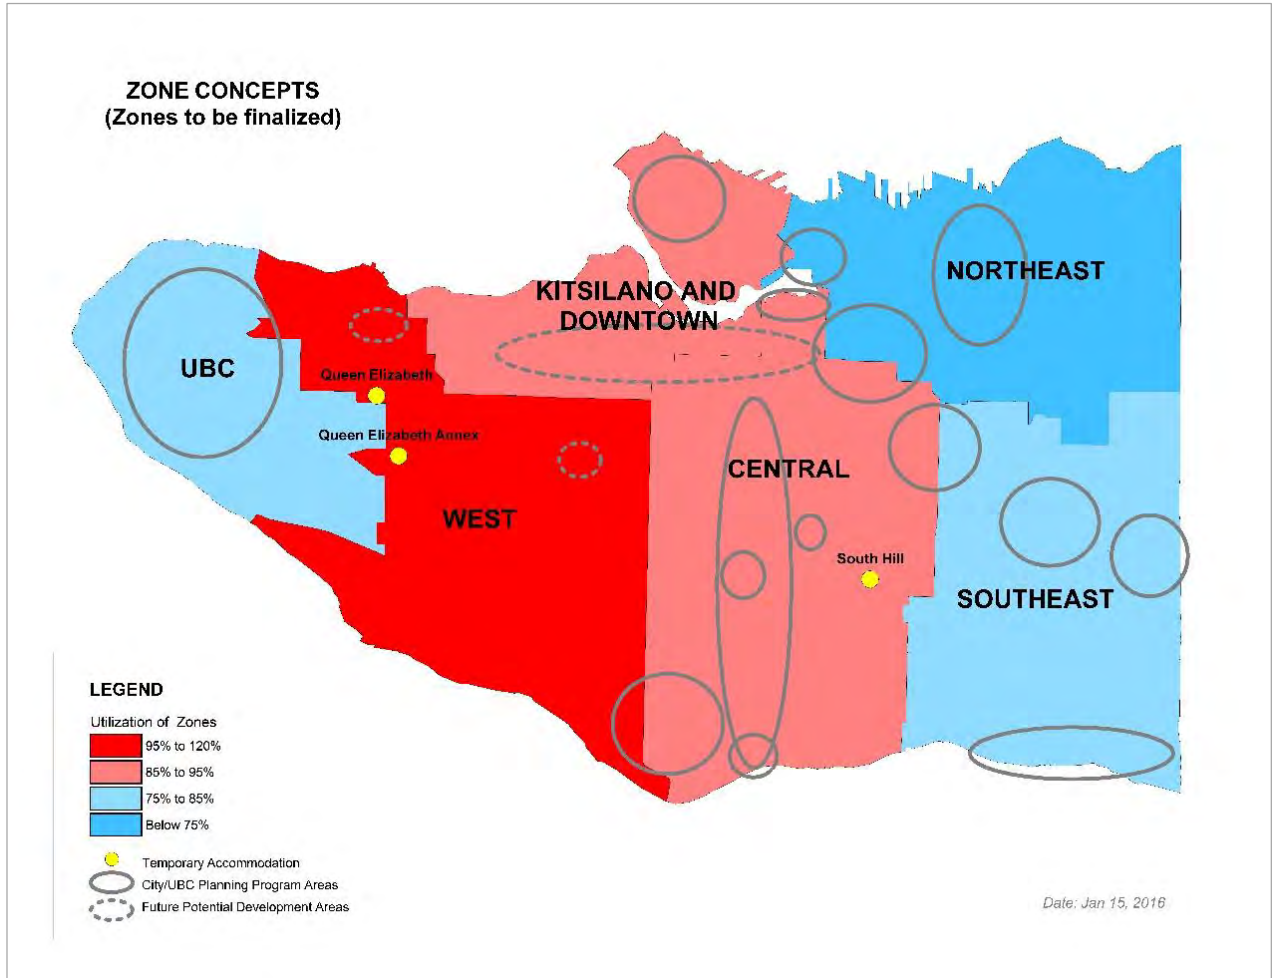 ZONE CONCEPTS
(Zones to be finalized)
NORTHEAST
KITSILANO AND
DOWNTOWN
UBC
Queen Elizabeth
Queen Elizabeth Annex
CENTRAL
WEST
South Hill
SOUTHEAST
LEGEND
Utilization of Zones
95% to 120%
85% to 95%
75% to 85%
Below 75%
Temporary Accommodation
City/UBC Planning Program Areas
Future Potential Development Areas
Date: Jan 15, 2016